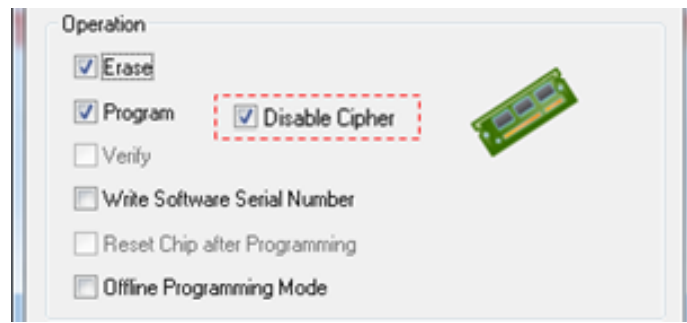 Operation
Erase
Program
Disable Cipher
Verify
Write Software Serial Number
Reset Chip after Programming
Offline Programming Mode